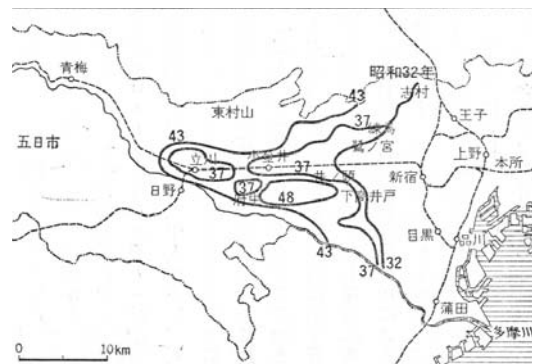 昭和32年
青梅
43
志村
東村山
37
練馬
王子
鷺ノ宮
五日市
43
上野
本所
立川
小金井
37
37
井ノ頭
新宿
日野
37
48
下高井戸
府中
目黒
品川
43
32
37
蒲田
多摩川
0
10km